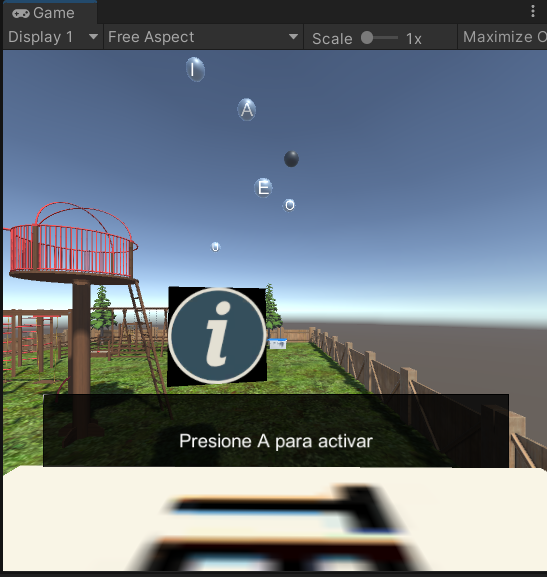 Game
Display 1 Free Aspect Scale 1x Maximize O
I
A
E
O
U
i
Presione A para activar